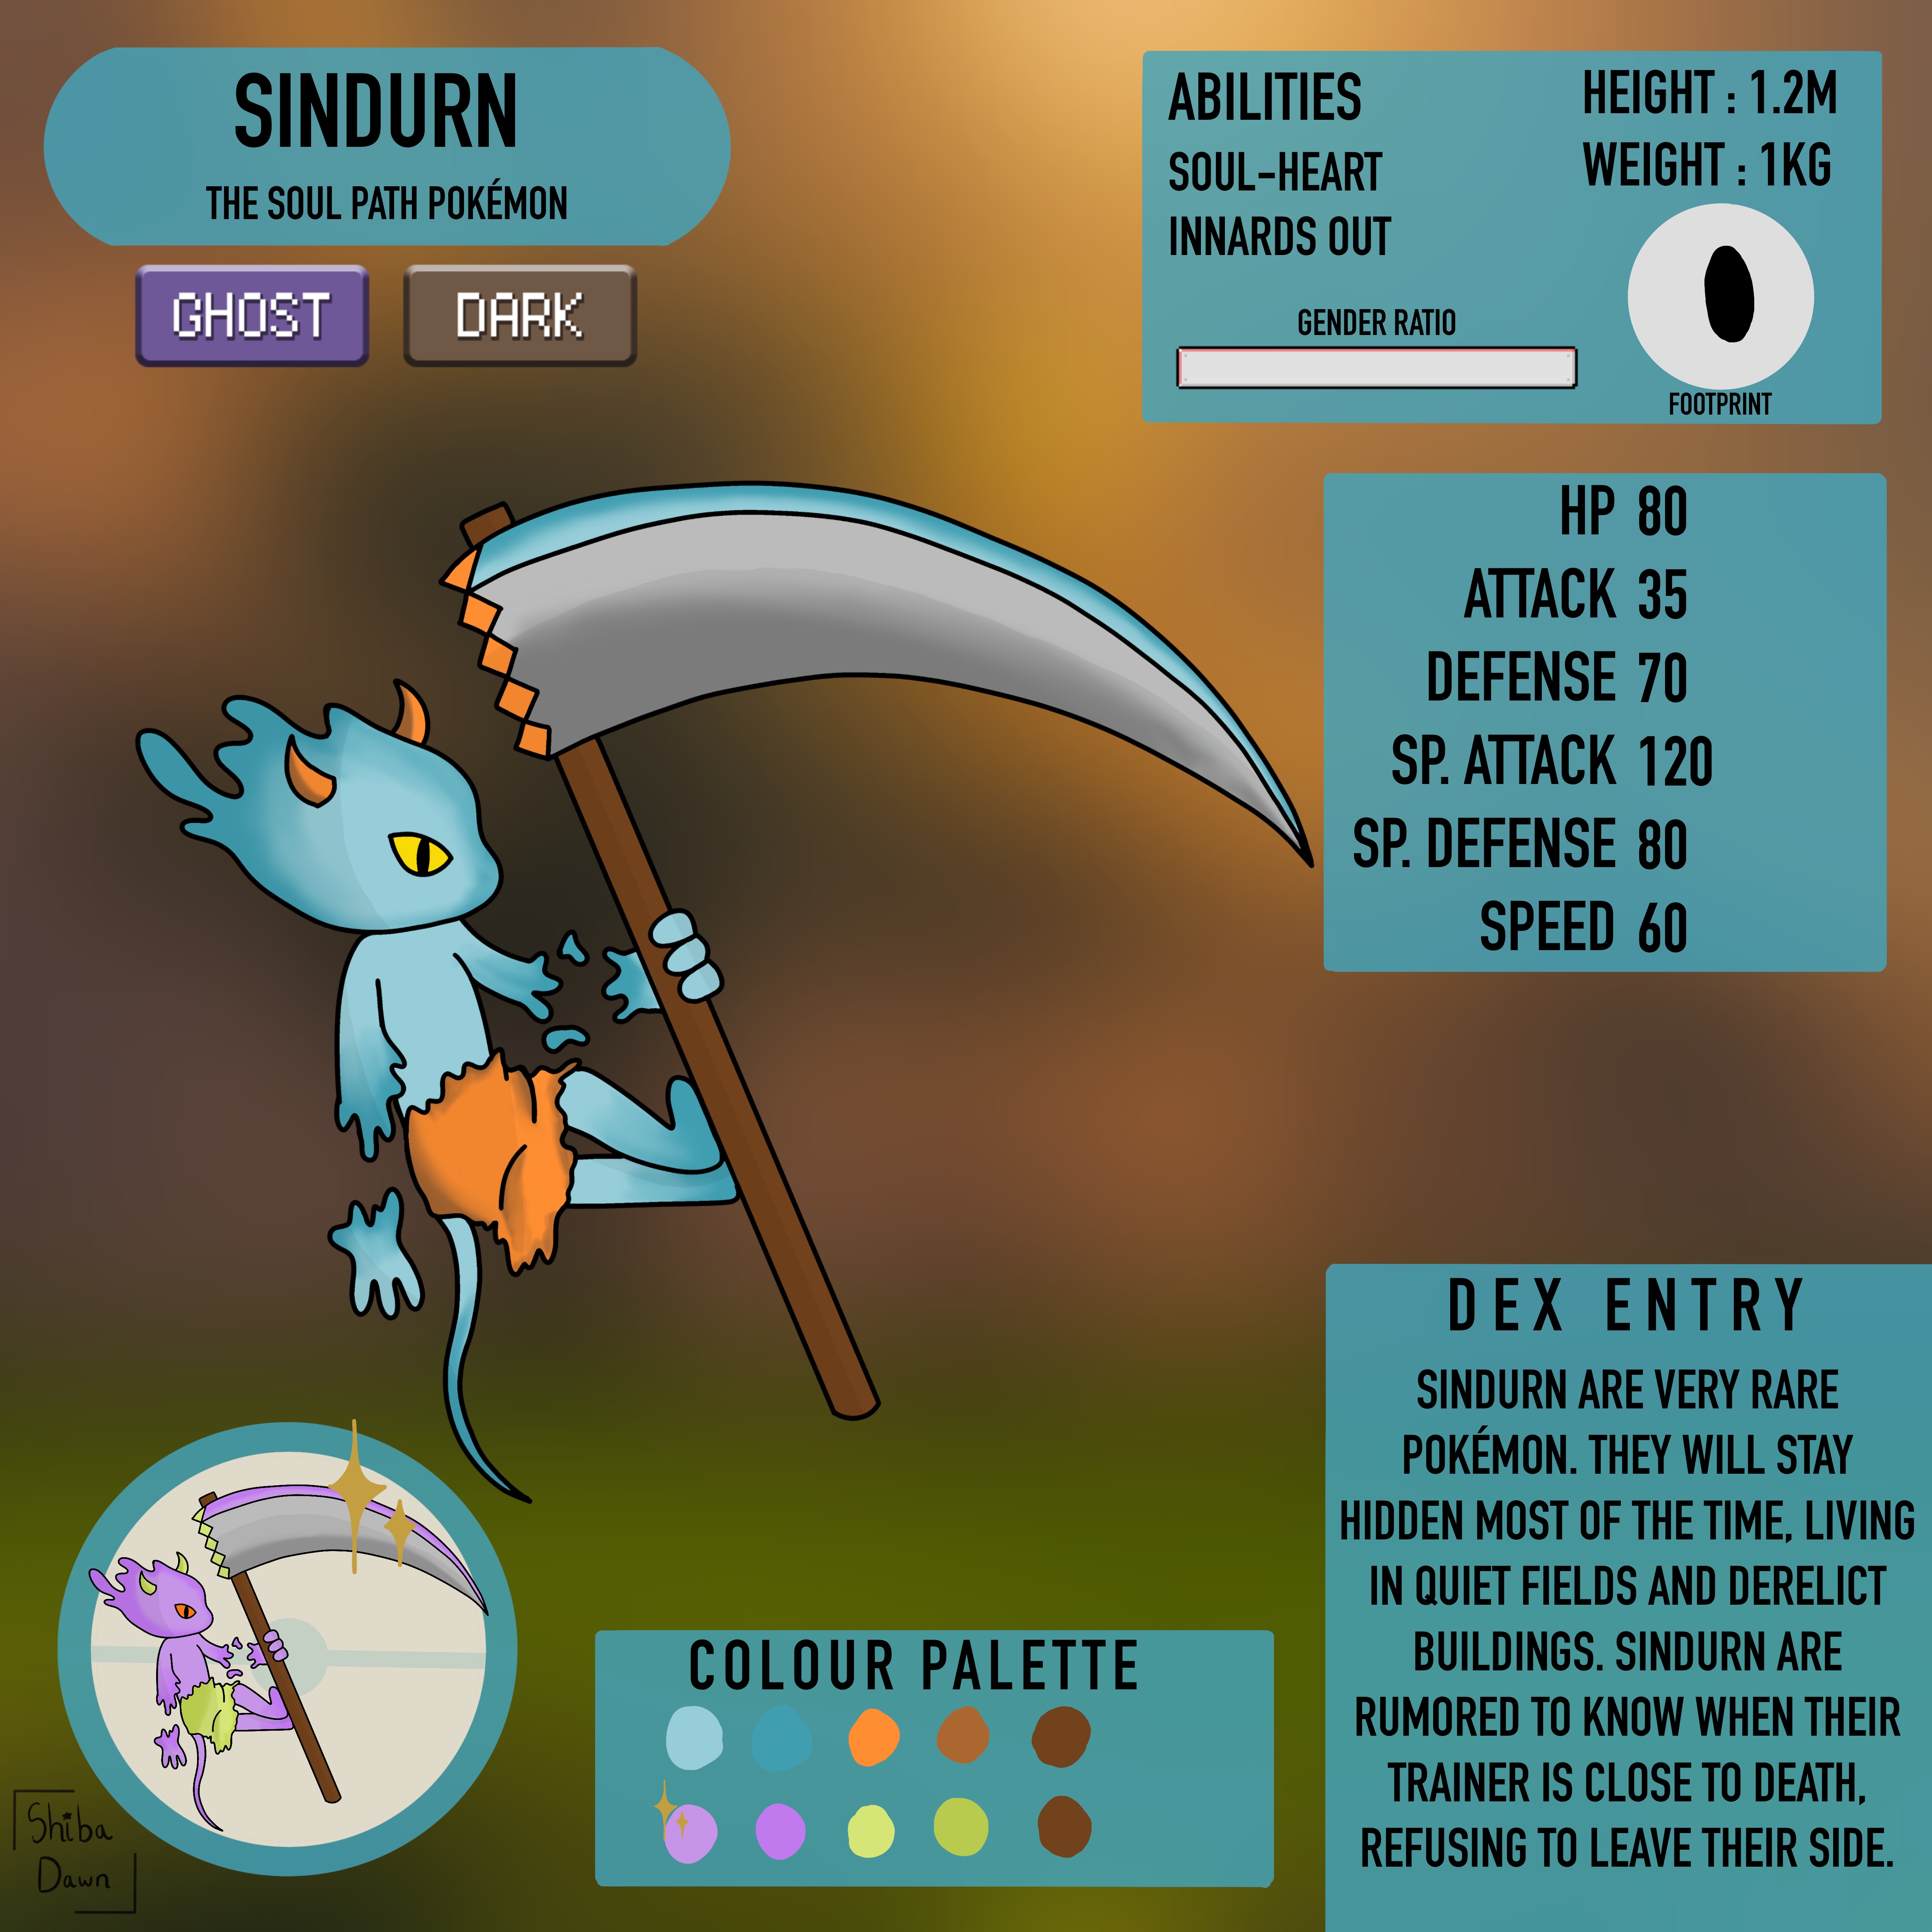 SINDURN
THE SOUL PATH POKÉMON
GHOST
DARK
ABILITIES
SOUL-HEART
INNARDS OUT
HEIGHT : 1.2M
WEIGHT : 1KG
GENDER RATIO
FOOTPRINT
HP 80
ATTACK 35
DEFENSE 70
SP. ATTACK 120
SP. DEFENSE 80
SPEED 60
DEX ENTRY
SINDURN ARE VERY RARE
POKÉMON. THEY WILL STAY
HIDDEN MOST OF THE TIME, LIVING
IN QUIET FIELDS AND DERELICT
BUILDINGS. SINDURN ARE
RUMORED TO KNOW WHEN THEIR
TRAINER IS CLOSE TO DEATH,
REFUSING TO LEAVE THEIR SIDE.
COLOUR PALETTE
Shiba
Dawn